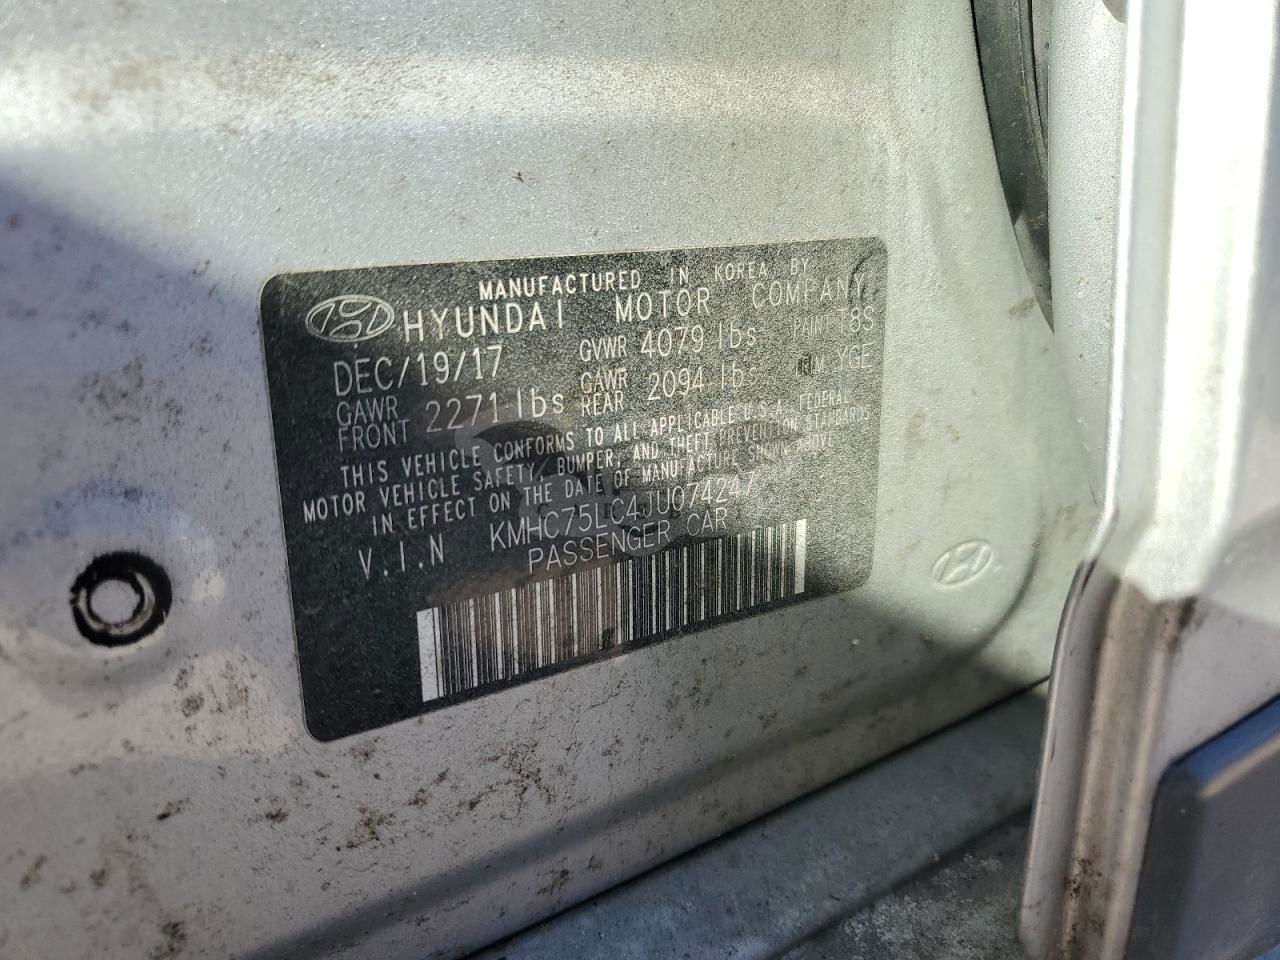 MANUFACTURED IN KOREA BY
HYUNDAI MOTOR COMPANY
DEC/19/17 GVWR 4079 lbs PAINT T8S
GAWR FRONT 2271 lbs GAWR REAR 2094 lbs TRIM YGE
THIS VEHICLE CONFORMS TO ALL APPLICABLE U.S.A. FEDERAL
MOTOR VEHICLE SAFETY, BUMPER, AND THEFT PREVENTION STANDARDS
IN EFFECT ON THE DATE OF MANUFACTURE SHOWN ABOVE
V.I.N KMHC75LC4JU074247
PASSENGER CAR